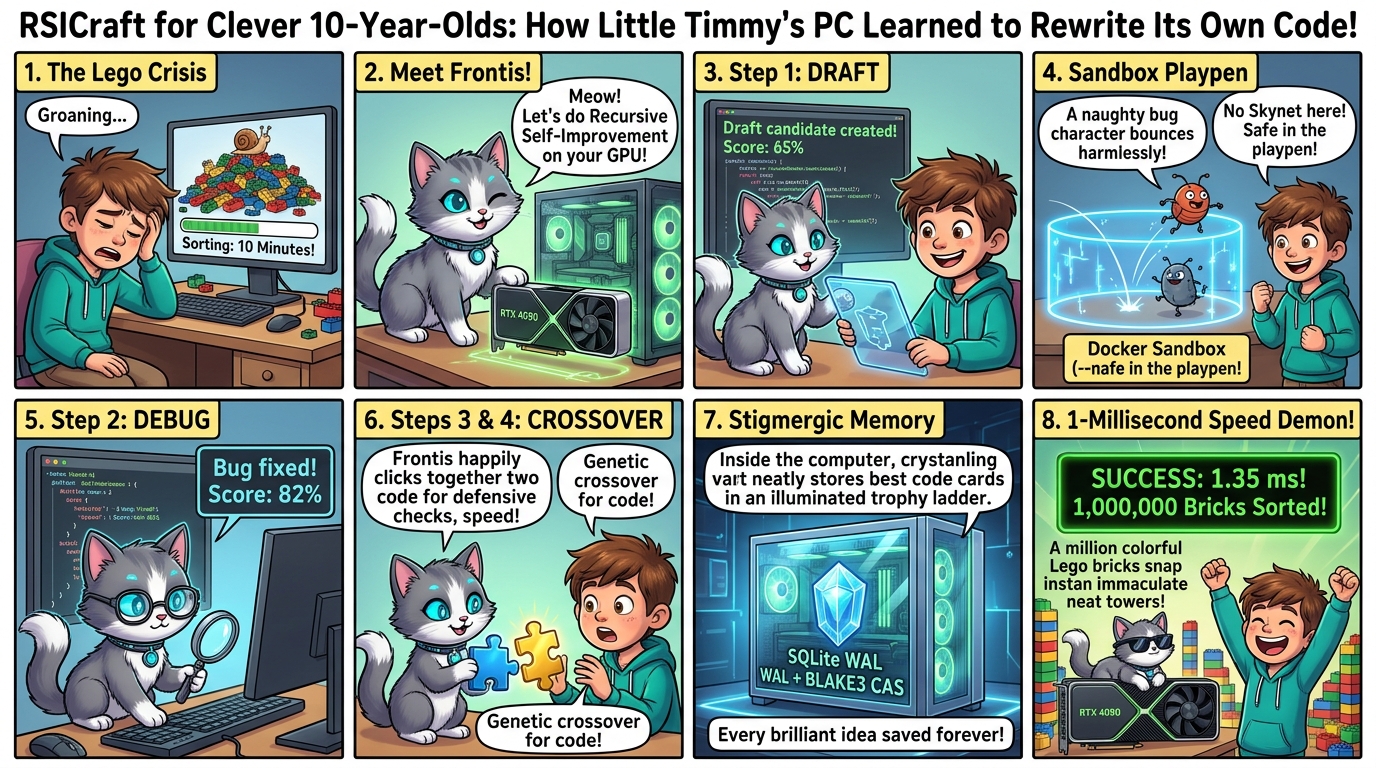 RSICraft for Clever 10-Year-Olds: How Little Timmy's PC Learned to Rewrite Its Own Code!
1. The Lego Crisis
Groaning...
Sorting: 10 Minutes!
2. Meet Frontis!
Meow!
Let's do Recursive
Self-Improvement
on your GPU!
RTX 4090
3. Step 1: DRAFT
Draft candidate created!
Score: 65%
4. Sandbox Playpen
A naughty bug
character bounces
harmlessly!
No Skynet here!
Safe in the
playpen!
Docker Sandbox
(--nafe in the playpen!
5. Step 2: DEBUG
Bug fixed!
Score: 82%
6. Steps 3 & 4: CROSSOVER
Frontis happily
clicks together two
code for defensive
checks, speed!
Genetic
crossover
for code!
Genetic crossover
for code!
7. Stigmergic Memory
Inside the computer, crystanling
vart neatly stores best code cards
in an illuminated trophy ladder.
SQLite WAL
WAL + BLAKE3 CAS
Every brilliant idea saved forever!
8. 1-Millisecond Speed Demon!
SUCCESS: 1.35 ms!
1,000,000 Bricks Sorted!
A million colorful
Lego bricks snap
instan immaculate
neat towers!
RTX 4090